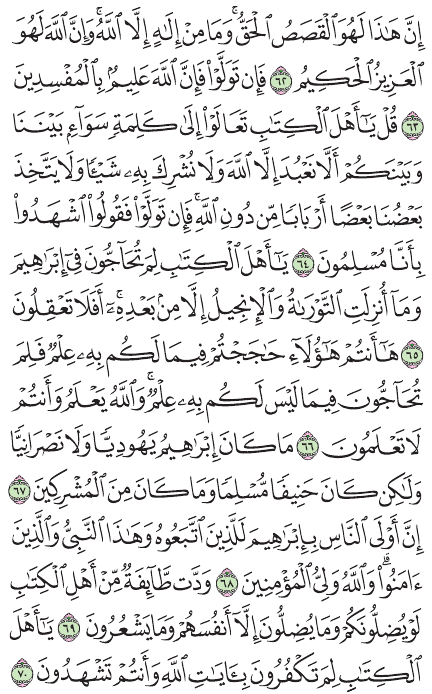 إِنَّ هَٰذَا لَهُوَ ٱلْقَصَصُ ٱلْحَقُّ ۚ وَمَا مِنْ إِلَٰهٍ إِلَّا ٱللَّهُ ۚ وَإِنَّ ٱللَّهَ لَهُوَ
ٱلْعَزِيزُ ٱلْحَكِيمُ ٦٢ فَإِن تَوَلَّوْا۟ فَإِنَّ ٱللَّهَ عَلِيمٌۢ بِٱلْمُفْسِدِينَ
٦٣ قُلْ يَٰٓأَهْلَ ٱلْكِتَٰبِ تَعَالَوْا۟ إِلَىٰ كَلِمَةٍ سَوَآءٍۭ بَيْنَنَا
وَبَيْنَكُمْ أَلَّا نَعْبُدَ إِلَّا ٱللَّهَ وَلَا نُشْرِكَ بِهِۦ شَيْـًٔا وَلَا يَتَّخِذَ
بَعْضُنَا بَعْضًا أَرْبَابًا مِّن دُونِ ٱللَّهِ ۚ فَإِن تَوَلَّوْا۟ فَقُولُوا۟ ٱشْهَدُوا۟
بِأَنَّا مُسْلِمُونَ ٦٤ يَٰٓأَهْلَ ٱلْكِتَٰبِ لِمَ تُحَآجُّونَ فِىٓ إِبْرَٰهِيمَ
وَمَآ أُنزِلَتِ ٱلتَّوْرَىٰةُ وَٱلْإِنجِيلُ إِلَّا مِنۢ بَعْدِهِۦٓ ۚ أَفَلَا تَعْقِلُونَ
٦٥ هَٰٓأَنتُمْ هَٰٓؤُلَآءِ حَٰجَجْتُمْ فِيمَا لَكُم بِهِۦ عِلْمٌ فَلِمَ
تُحَآجُّونَ فِيمَا لَيْسَ لَكُم بِهِۦ عِلْمٌ ۚ وَٱللَّهُ يَعْلَمُ وَأَنتُمْ
لَا تَعْلَمُونَ ٦٦ مَا كَانَ إِبْرَٰهِيمُ يَهُودِيًّا وَلَا نَصْرَانِيًّا
وَلَٰكِن كَانَ حَنِيفًا مُّسْلِمًا وَمَا كَانَ مِنَ ٱلْمُشْرِكِينَ ٦٧
إِنَّ أَوْلَى ٱلنَّاسِ بِإِبْرَٰهِيمَ لَلَّذِينَ ٱتَّبَعُوهُ وَهَٰذَا ٱلنَّبِىُّ وَٱلَّذِينَ
ءَامَنُوا۟ ۗ وَٱللَّهُ وَلِىُّ ٱلْمُؤْمِنِينَ ٦٨ وَدَّت طَّآئِفَةٌ مِّنْ أَهْلِ ٱلْكِتَٰبِ
لَوْ يُضِلُّونَكُمْ وَمَا يُضِلُّونَ إِلَّآ أَنفُسَهُمْ وَمَا يَشْعُرُونَ ٦٩ يَٰٓأَهْلَ
ٱلْكِتَٰبِ لِمَ تَكْفُرُونَ بِـَٔايَٰتِ ٱللَّهِ وَأَنتُمْ تَشْهَدُونَ ٧٠